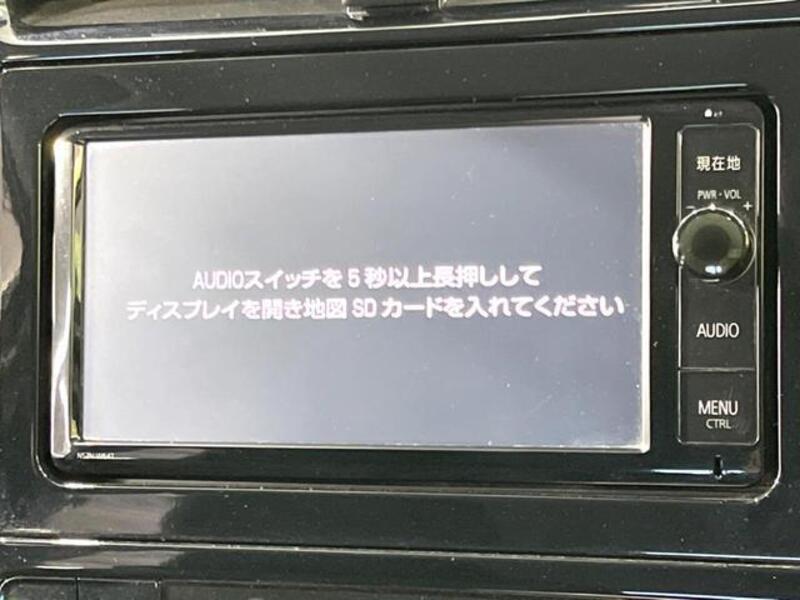 AUDIOスイッチを5秒以上長押しして
ディスプレイを開き地図SDカードを入れてください
現在地
PWR・VOL
− +
AUDIO
MENU
CTRL